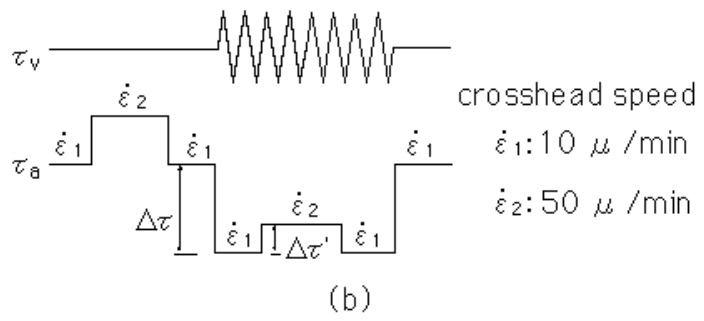 τv
ε̇2
crosshead speed
τa ε̇1 ε̇1 ε̇1 ε̇1:10 μ /min
Δτ ε̇1 ε̇2 Δτ' ε̇1 ε̇2:50 μ /min
(b)